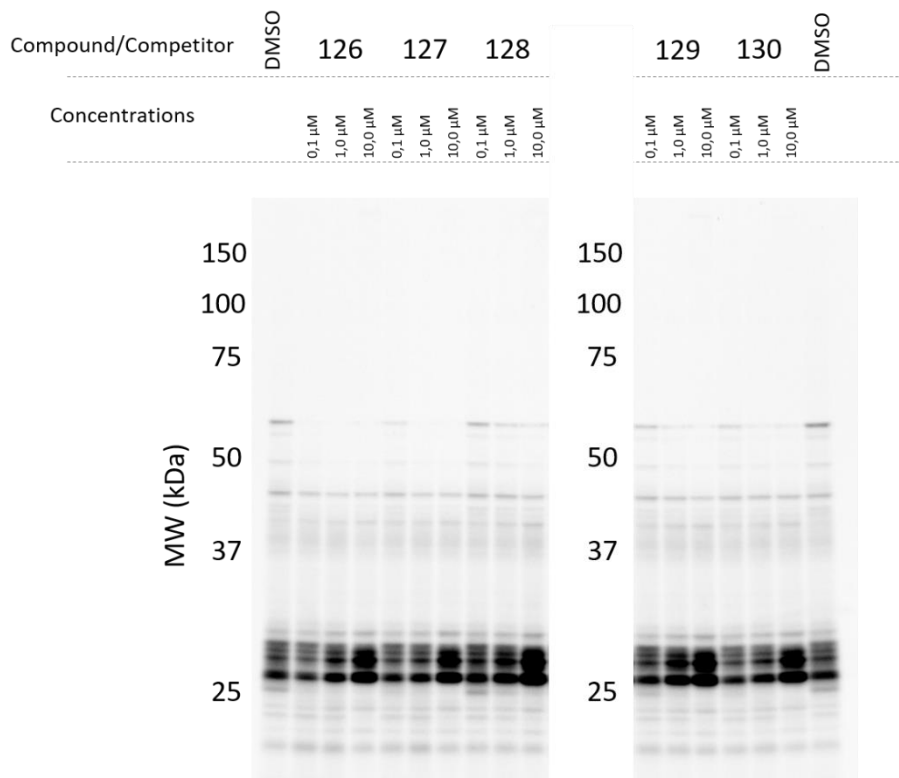 Compound/Competitor DMSO 126 127 128 129 130 DMSO
Concentrations 0,1 µM 1,0 µM 10,0 µM 0,1 µM 1,0 µM 10,0 µM 0,1 µM 1,0 µM 10,0 µM 0,1 µM 1,0 µM 10,0 µM 0,1 µM 1,0 µM 10,0 µM
150 150
100 100
75 75
50 50
MW (kDa)
37 37
25 25